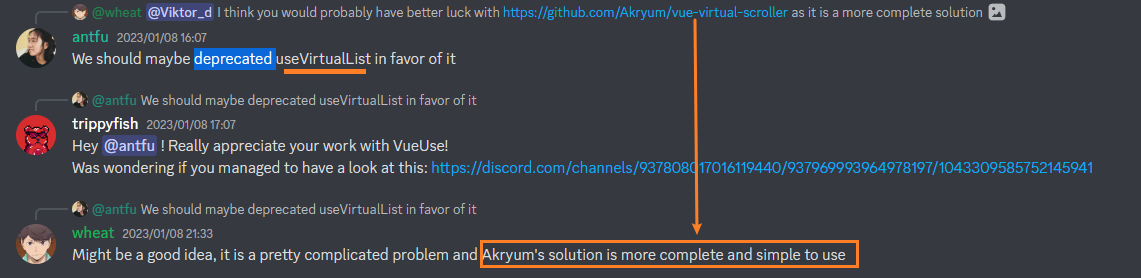 @wheat @Viktor_d I think you would probably have better luck with https://github.com/Akryum/vue-virtual-scroller as it is a more complete solution
antfu 2023/01/08 16:07
We should maybe deprecated useVirtualList in favor of it
@antfu We should maybe deprecated useVirtualList in favor of it
trippyfish 2023/01/08 17:07
Hey @antfu ! Really appreciate your work with VueUse!
Was wondering if you managed to have a look at this: https://discord.com/channels/937808017016119440/937969993964978197/1043309585752145941
@antfu We should maybe deprecated useVirtualList in favor of it
wheat 2023/01/08 21:33
Might be a good idea, it is a pretty complicated problem and Akryum's solution is more complete and simple to use